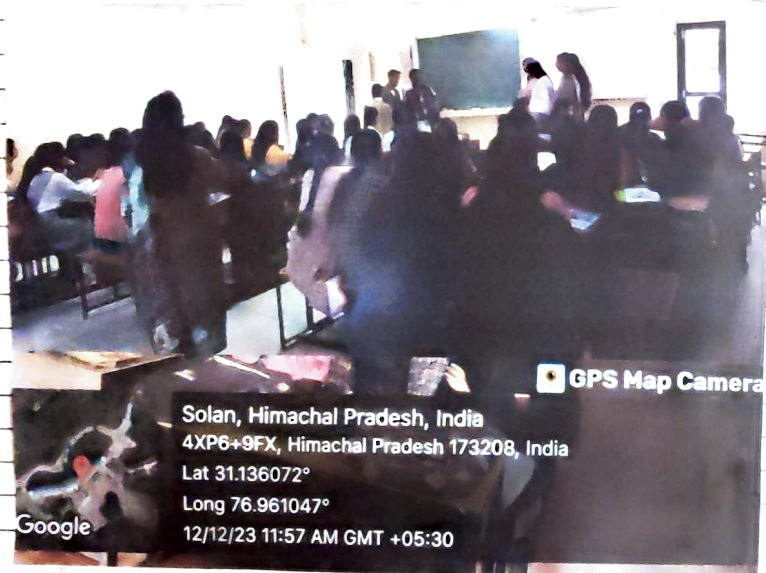 GPS Map Camera
Solan, Himachal Pradesh, India
4XP6+9FX, Himachal Pradesh 173208, India
Lat 31.136072°
Long 76.961047°
Google
12/12/23 11:57 AM GMT +05:30